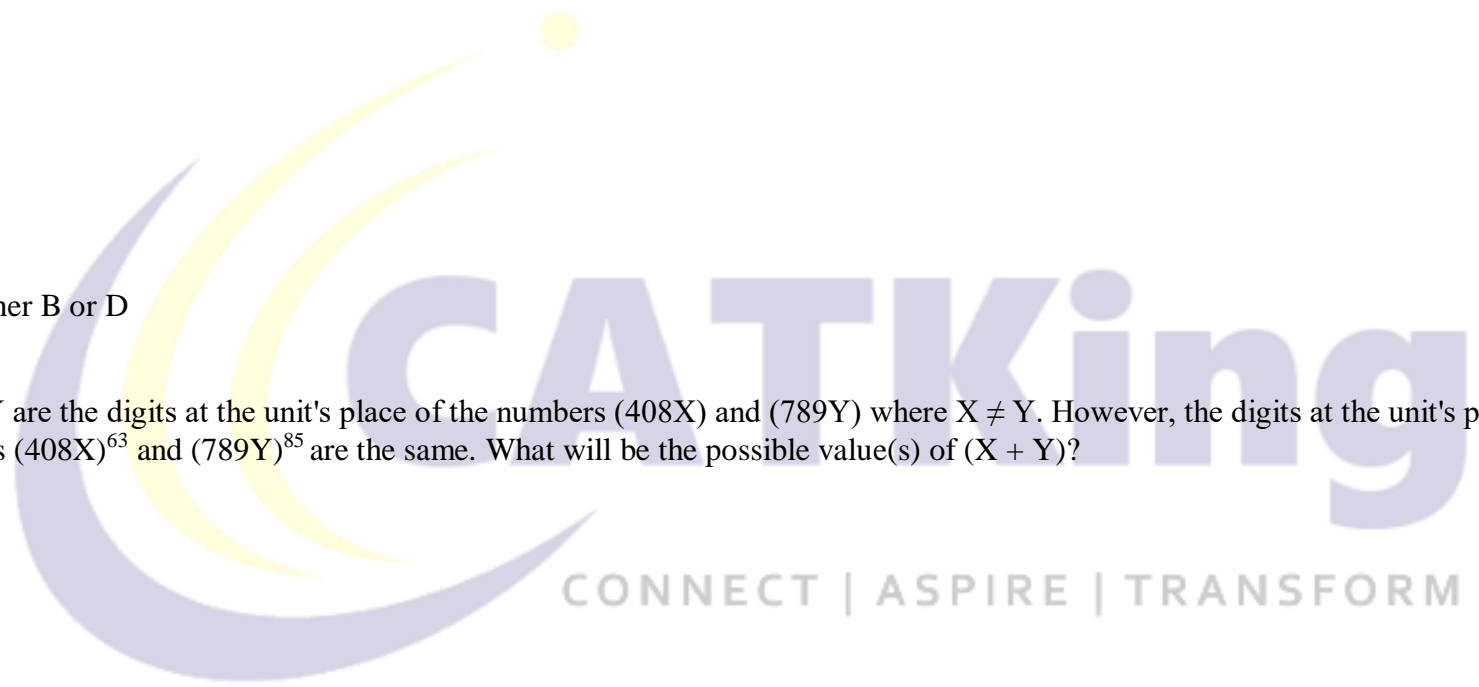 her B or D
Y are the digits at the unit's place of the numbers (408X) and (789Y) where X ≠ Y. However, the digits at the unit's p
s (408X)⁶³ and (789Y)⁸⁵ are the same. What will be the possible value(s) of (X + Y)?
CATKing
CONNECT | ASPIRE | TRANSFORM